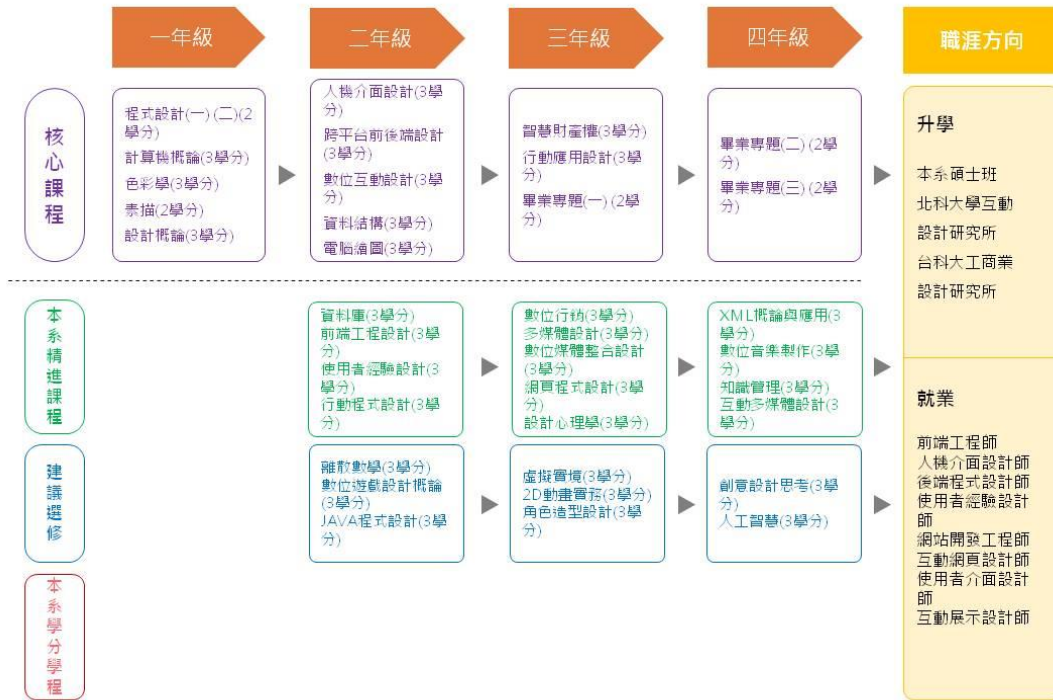 一年級
二年級
三年級
四年級
職涯方向
核心課程
程式設計(一)(二)(2
學分)
計算機概論(3學分)
色彩學(3學分)
素描(2學分)
設計概論(3學分)
人機介面設計(3學
分)
跨平台前後端設計
(3學分)
數位互動設計(3學
分)
資料結構(3學分)
電腦繪圖(3學分)
智慧財產權(3學分)
行動應用設計(3學
分)
畢業專題(一)(2學
分)
畢業專題(二)(2學
分)
畢業專題(三)(2學
分)
升學
本系碩士班
北科大學互動
設計研究所
台科大工商業
設計研究所
本系精進課程
資料庫(3學分)
前端工程設計(3學
分)
使用者經驗設計(3
學分)
行動程式設計(3學
分)
數位行銷(3學分)
多媒體設計(3學分)
數位媒體整合設計
(3學分)
網頁程式設計(3學
分)
設計心理學(3學分)
XML概論與應用(3
學分)
數位音樂製作(3學
分)
知識管理(3學分)
互動多媒體設計(3
學分)
建議選修
離散數學(3學分)
數位遊戲設計概論
(3學分)
JAVA程式設計(3學
分)
虛擬實境(3學分)
2D動畫實務(3學分)
角色造型設計(3學
分)
創意設計思考(3學
分)
人工智慧(3學分)
就業
前端工程師
人機介面設計師
後端程式設計師
使用者經驗設計
師
網站開發工程師
互動網頁設計師
使用者介面設計
師
互動展示設計師
本系學分學程